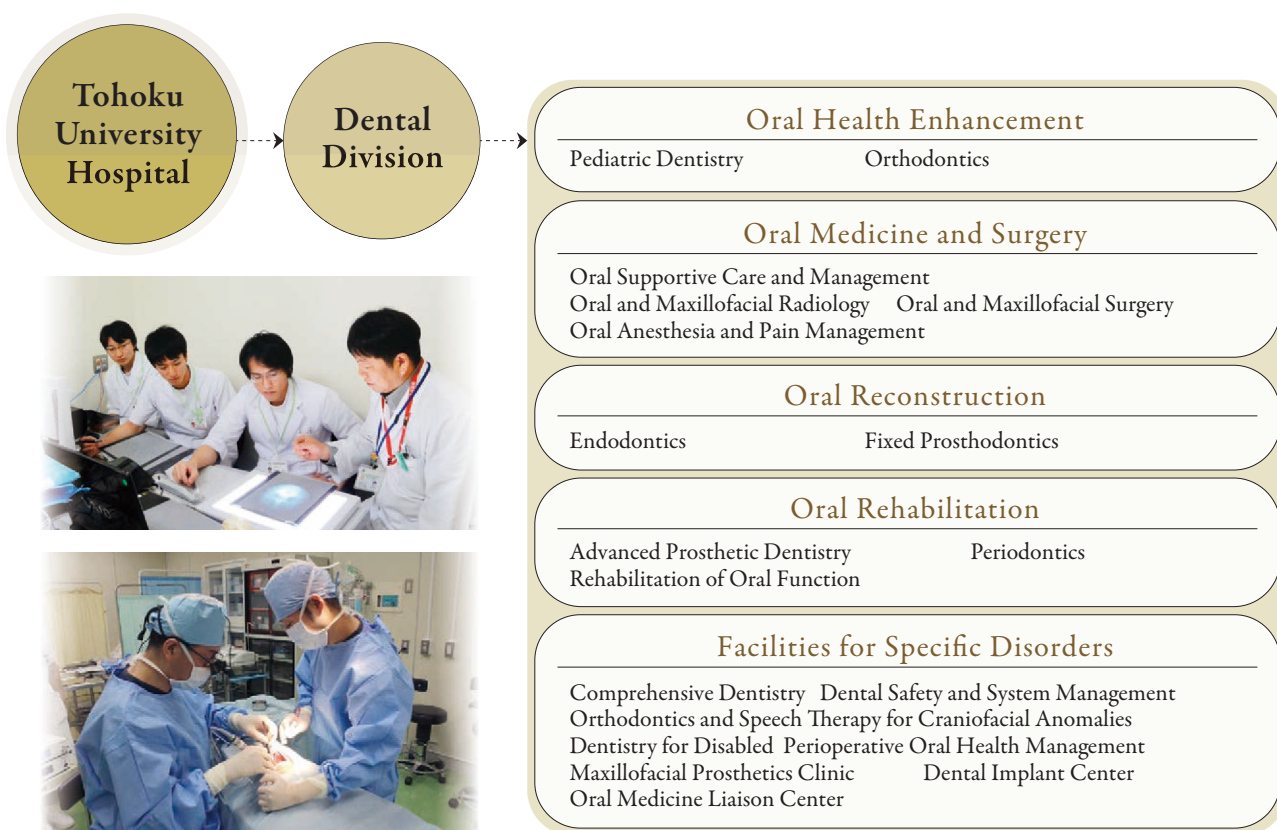 Tohoku
University
Hospital
Dental
Division
Oral Health Enhancement
Pediatric Dentistry Orthodontics
Oral Medicine and Surgery
Oral Supportive Care and Management
Oral and Maxillofacial Radiology Oral and Maxillofacial Surgery
Oral Anesthesia and Pain Management
Oral Reconstruction
Endodontics Fixed Prosthodontics
Oral Rehabilitation
Advanced Prosthetic Dentistry Periodontics
Rehabilitation of Oral Function
Facilities for Specific Disorders
Comprehensive Dentistry Dental Safety and System Management
Orthodontics and Speech Therapy for Craniofacial Anomalies
Dentistry for Disabled Perioperative Oral Health Management
Maxillofacial Prosthetics Clinic Dental Implant Center
Oral Medicine Liaison Center